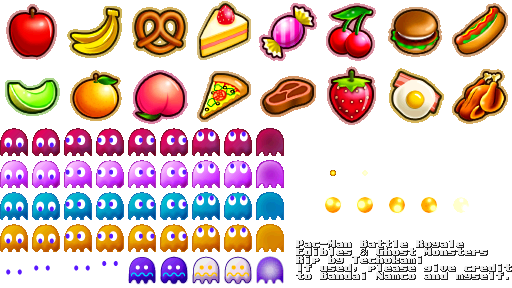 Pac-Man Battle Royale
Edibles & Ghost Monsters
Rip by Techokami
If used, please give credit
to Bandai Namco and myself.